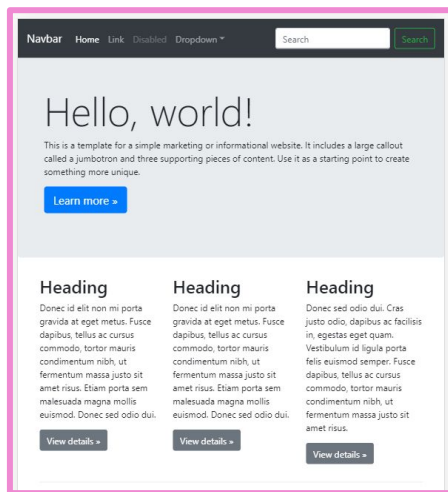 Navbar Home Link Disabled Dropdown Search Search
Hello, world!
This is a template for a simple marketing or informational website. It includes a large callout
called a jumbotron and three supporting pieces of content. Use it as a starting point to create
something more unique.
Learn more »
Heading
Donec id elit non mi porta
gravida at eget metus. Fusce
dapibus, tellus ac cursus
commodo, tortor mauris
condimentum nibh, ut
fermentum massa justo sit
amet risus. Etiam porta sem
malesuada magna mollis
euismod. Donec sed odio dui.
View details »
Heading
Donec id elit non mi porta
gravida at eget metus. Fusce
dapibus, tellus ac cursus
commodo, tortor mauris
condimentum nibh, ut
fermentum massa justo sit
amet risus. Etiam porta sem
malesuada magna mollis
euismod. Donec sed odio dui.
View details »
Heading
Donec sed odio dui. Cras
justo odio, dapibus ac facilisis
in, egestas eget quam.
Vestibulum id ligula porta
felis euismod semper. Fusce
dapibus, tellus ac cursus
commodo, tortor mauris
condimentum nibh, ut
fermentum massa justo sit
amet risus.
View details »